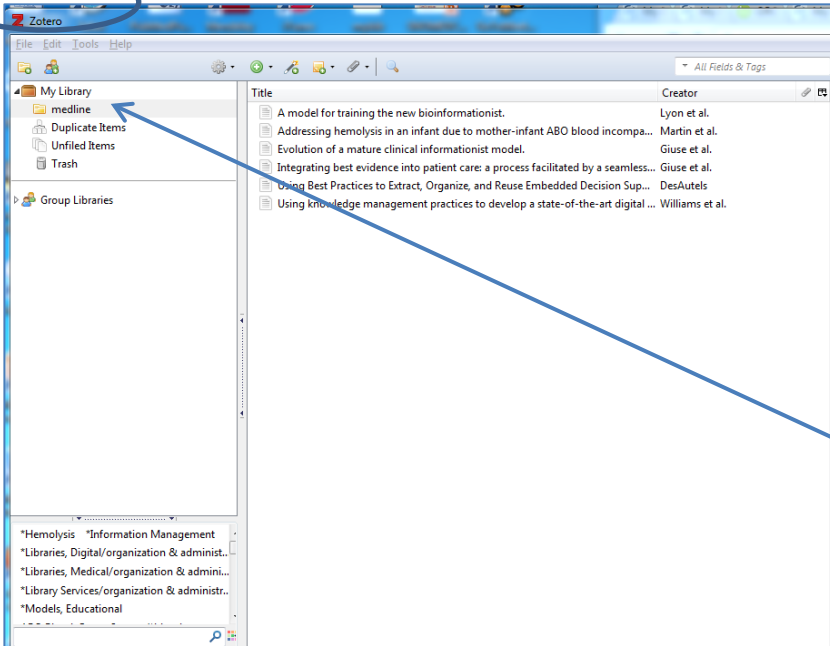 Zotero
File Edit Tools Help
All Fields & Tags
My Library
medline
Duplicate Items
Unfiled Items
Trash
Group Libraries
Title Creator
A model for training the new bioinformationist. Lyon et al.
Addressing hemolysis in an infant due to mother-infant ABO blood incompa... Martin et al.
Evolution of a mature clinical informationist model. Giuse et al.
Integrating best evidence into patient care: a process facilitated by a seamless... Giuse et al.
Using Best Practices to Extract, Organize, and Reuse Embedded Decision Sup... DesAutels
Using knowledge management practices to develop a state-of-the-art digital ... Williams et al.
*Hemolysis *Information Management
*Libraries, Digital/organization & administ...
*Libraries, Medical/organization & admini...
*Library Services/organization & administr..
*Models, Educational